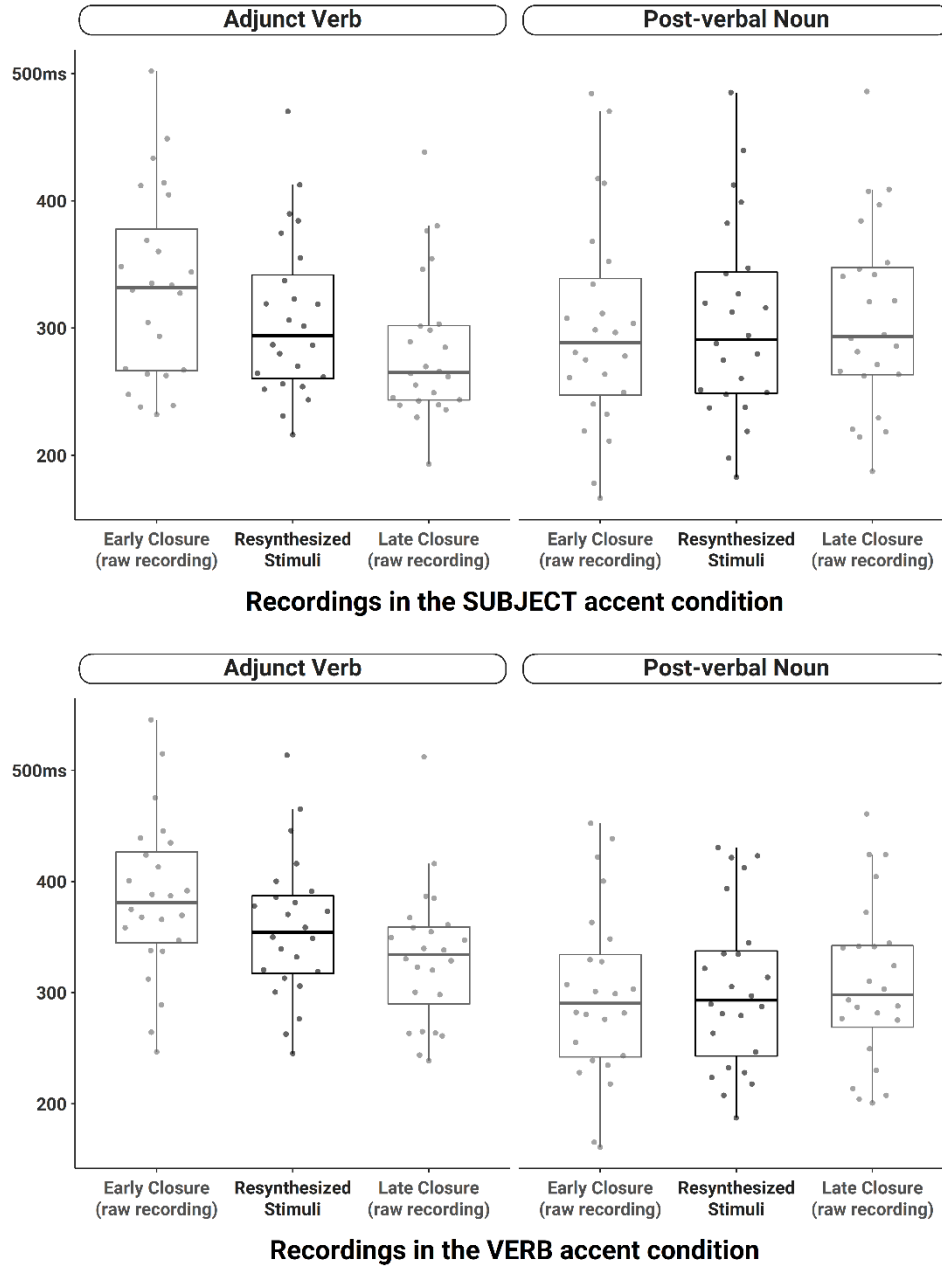 Adjunct Verb
Post-verbal Noun
500ms
400
300
200
Early Closure
(raw recording)
Resynthesized
Stimuli
Late Closure
(raw recording)
Early Closure
(raw recording)
Resynthesized
Stimuli
Late Closure
(raw recording)
Recordings in the SUBJECT accent condition
Adjunct Verb
Post-verbal Noun
500ms
400
300
200
Early Closure
(raw recording)
Resynthesized
Stimuli
Late Closure
(raw recording)
Early Closure
(raw recording)
Resynthesized
Stimuli
Late Closure
(raw recording)
Recordings in the VERB accent condition